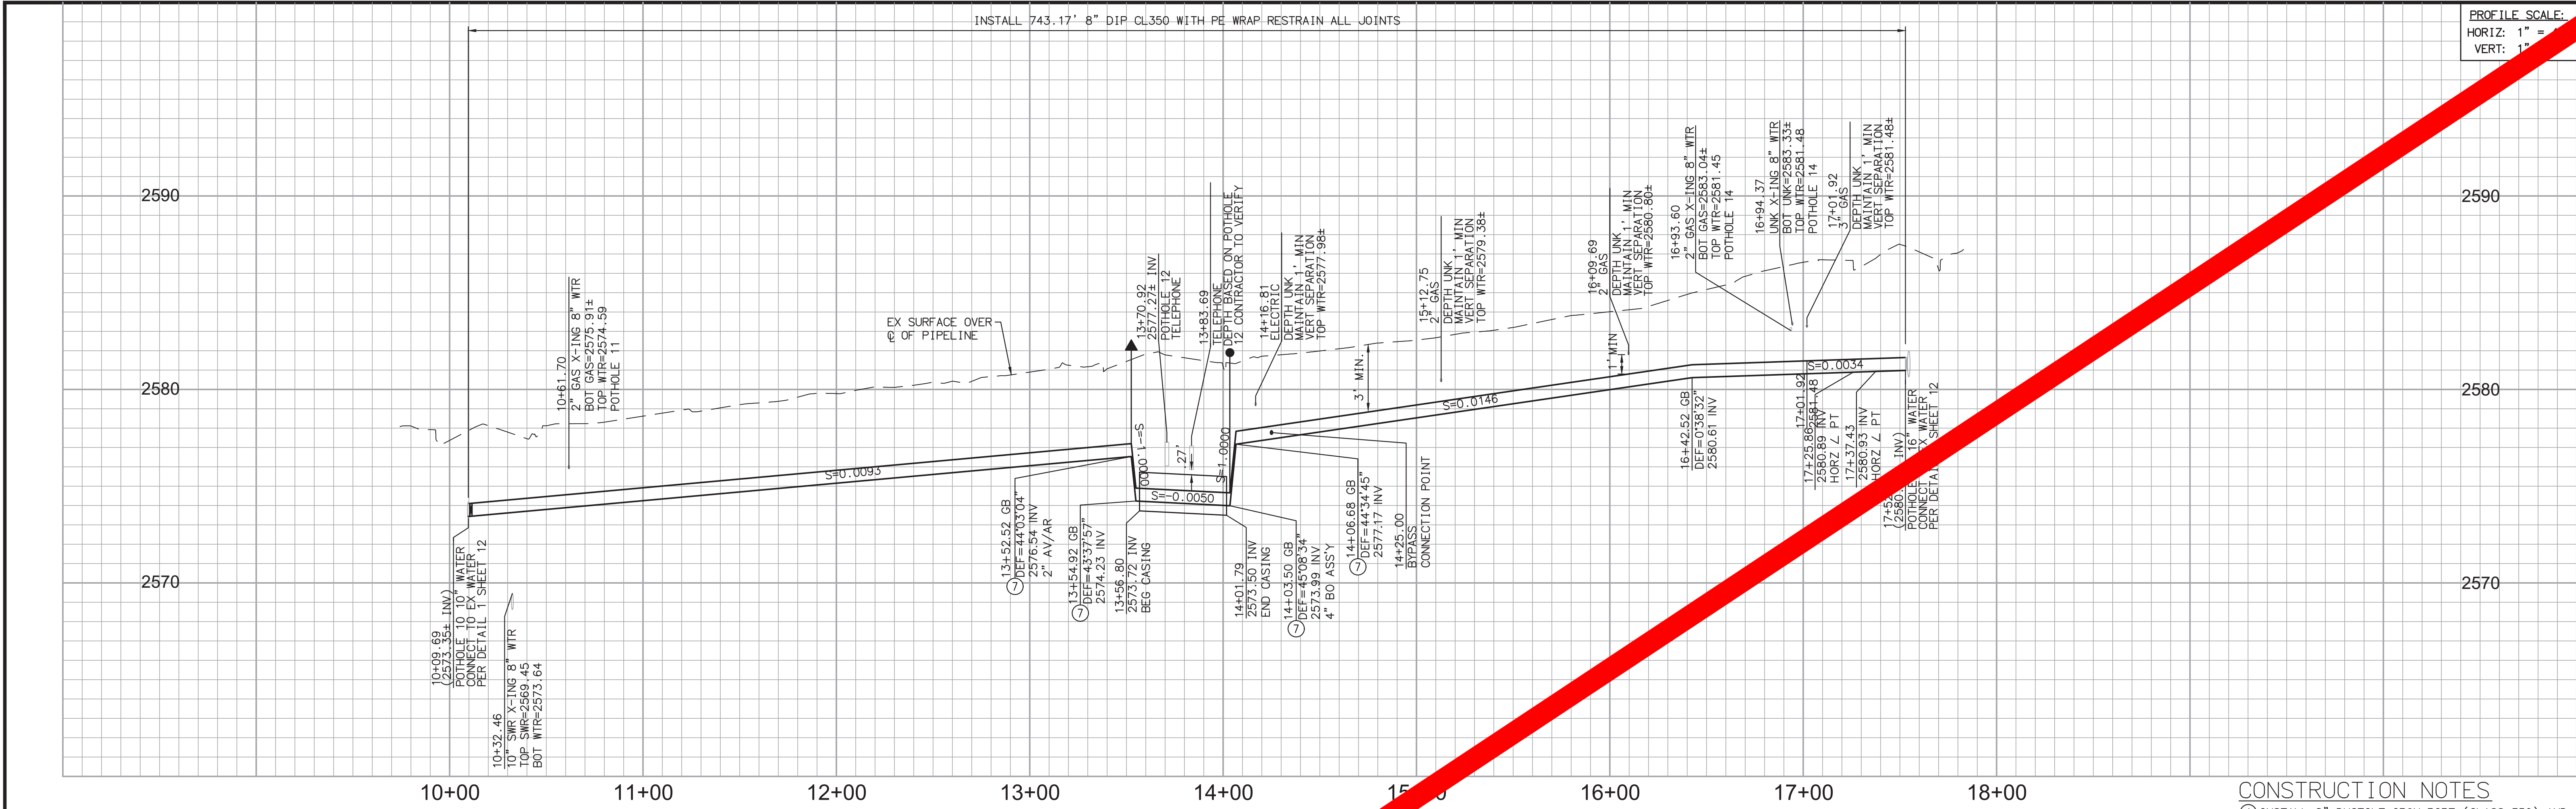 INSTALL 743.17' 8" DIP CL350 WITH PE WRAP RESTRAIN ALL JOINTS
PROFILE SCALE:
HORIZ: 1" =
VERT: 1"
2590
2580
2570
2590
2580
2570
EX SURFACE OVER
℄ OF PIPELINE
10+09.69
(2573.35± INV)
POTHOLE 10 10" WATER
CONNECT TO EX WATER
PER DETAIL 1 SHEET 12
10+32.46
10" SWR X-ING 8" WTR
TOP SWR=2569.45
BOT WTR=2573.64
10+61.70
2" GAS X-ING 8" WTR
BOT GAS=2575.91±
TOP WTR=2574.59
POTHOLE 11
S=0.0093
13+52.52 GB
DEF=44°03'04"
2576.54 INV
2" AV/AR
7
13+54.92 GB
DEF=43°37'57"
2574.23 INV
7
13+56.80
2573.72 INV
BEG CASING
S=-1.0000
S=-0.0050
.27'
S=1.0000
13+70.92
2577.27± INV
POTHOLE 12
TELEPHONE
13+83.69
TELEPHONE
DEPTH BASED ON POTHOLE
12 CONTRACTOR TO VERIFY
14+01.79
2573.50 INV
END CASING
14+03.50 GB
DEF=45°08'34"
2573.99 INV
4" BO ASS'Y
7
14+06.68 GB
DEF=44°34'45"
2577.17 INV
7
14+16.81
ELECTRIC
DEPTH UNK
MAINTAIN 1' MIN
VERT SEPARATION
TOP WTR=2577.98±
14+25.00
BYPASS
CONNECTION POINT
3' MIN.
S=0.0146
15+12.75
2" GAS
DEPTH UNK
MAINTAIN 1' MIN
VERT SEPARATION
TOP WTR=2579.38±
16+09.69
2" GAS
DEPTH UNK
MAINTAIN 1' MIN
VERT SEPARATION
TOP WTR=2580.80±
1' MIN
16+42.52 GB
DEF=0°38'32"
2580.61 INV
16+93.60
2" GAS X-ING 8" WTR
BOT GAS=2583.04±
TOP WTR=2581.45
POTHOLE 14
16+94.37
UNK X-ING 8" WTR
BOT UNK=2583.33±
TOP WTR=2581.48
POTHOLE 14
17+01.92
3" GAS
DEPTH UNK
MAINTAIN 1' MIN
VERT SEPARATION
TOP WTR=2581.48±
S=0.0034
17+01.92
2581.48
17+25.86
2580.89 INV
HORZ ∠ PT
17+37.43
2580.93 INV
HORZ ∠ PT
INV)
POTHOLE 16" WATER
CONNECT EX WATER
PER SHEET 12
10+00
11+00
12+00
13+00
14+00
16+00
17+00
18+00
CONSTRUCTION NOTES